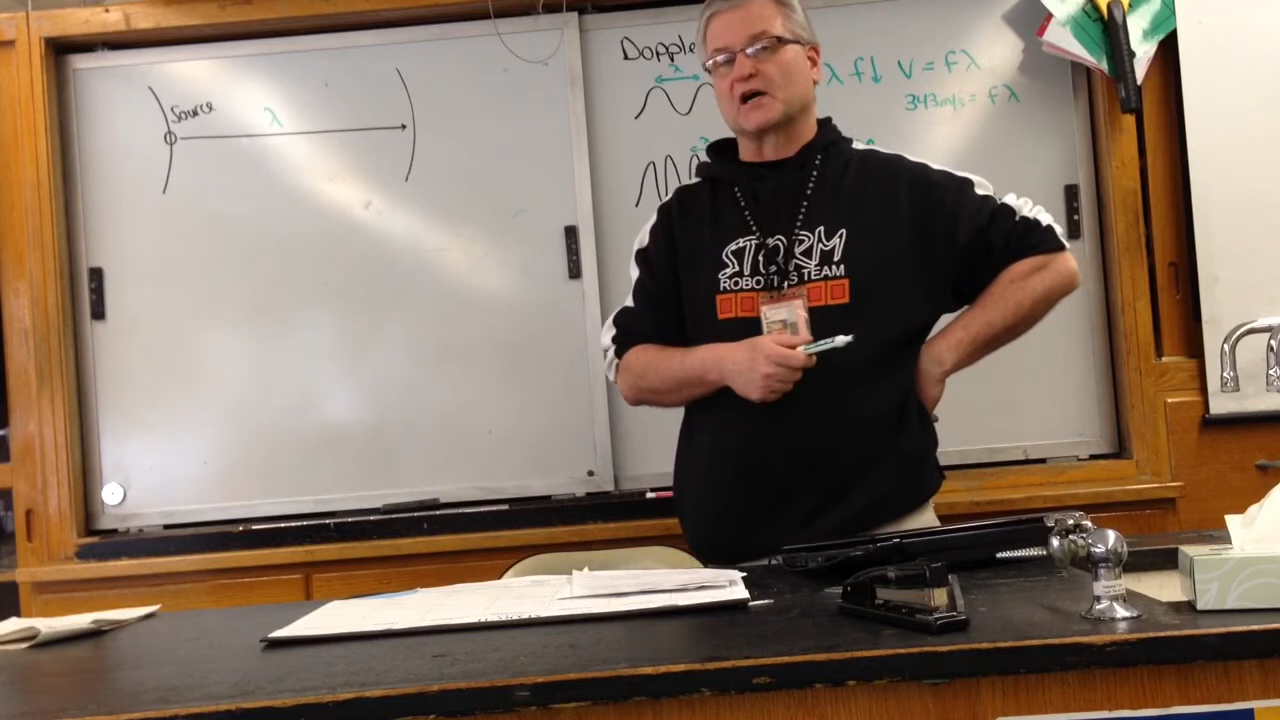 Source
λ
Dopple
λ
λ f↓ v = fλ
343m/s = fλ
λ
STORM
ROBOTICS TEAM